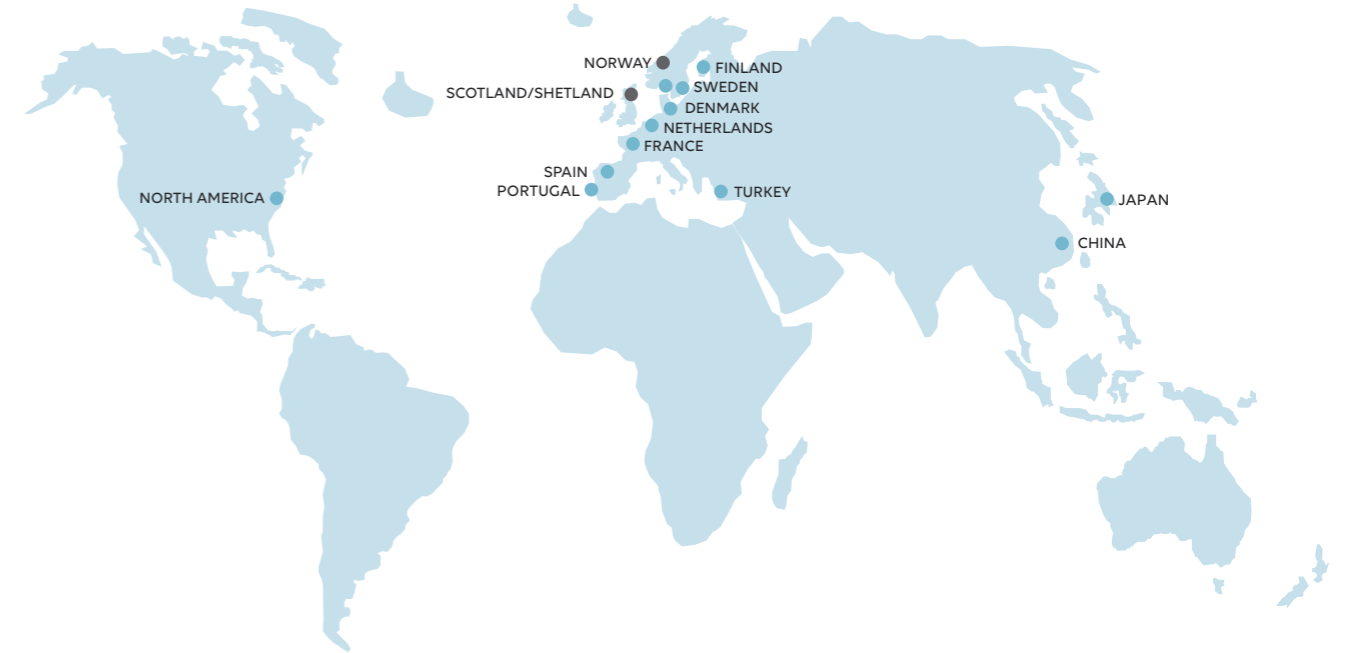 NORWAY
FINLAND
SCOTLAND/SHETLAND
SWEDEN
DENMARK
NETHERLANDS
FRANCE
SPAIN
PORTUGAL
TURKEY
NORTH AMERICA
JAPAN
CHINA